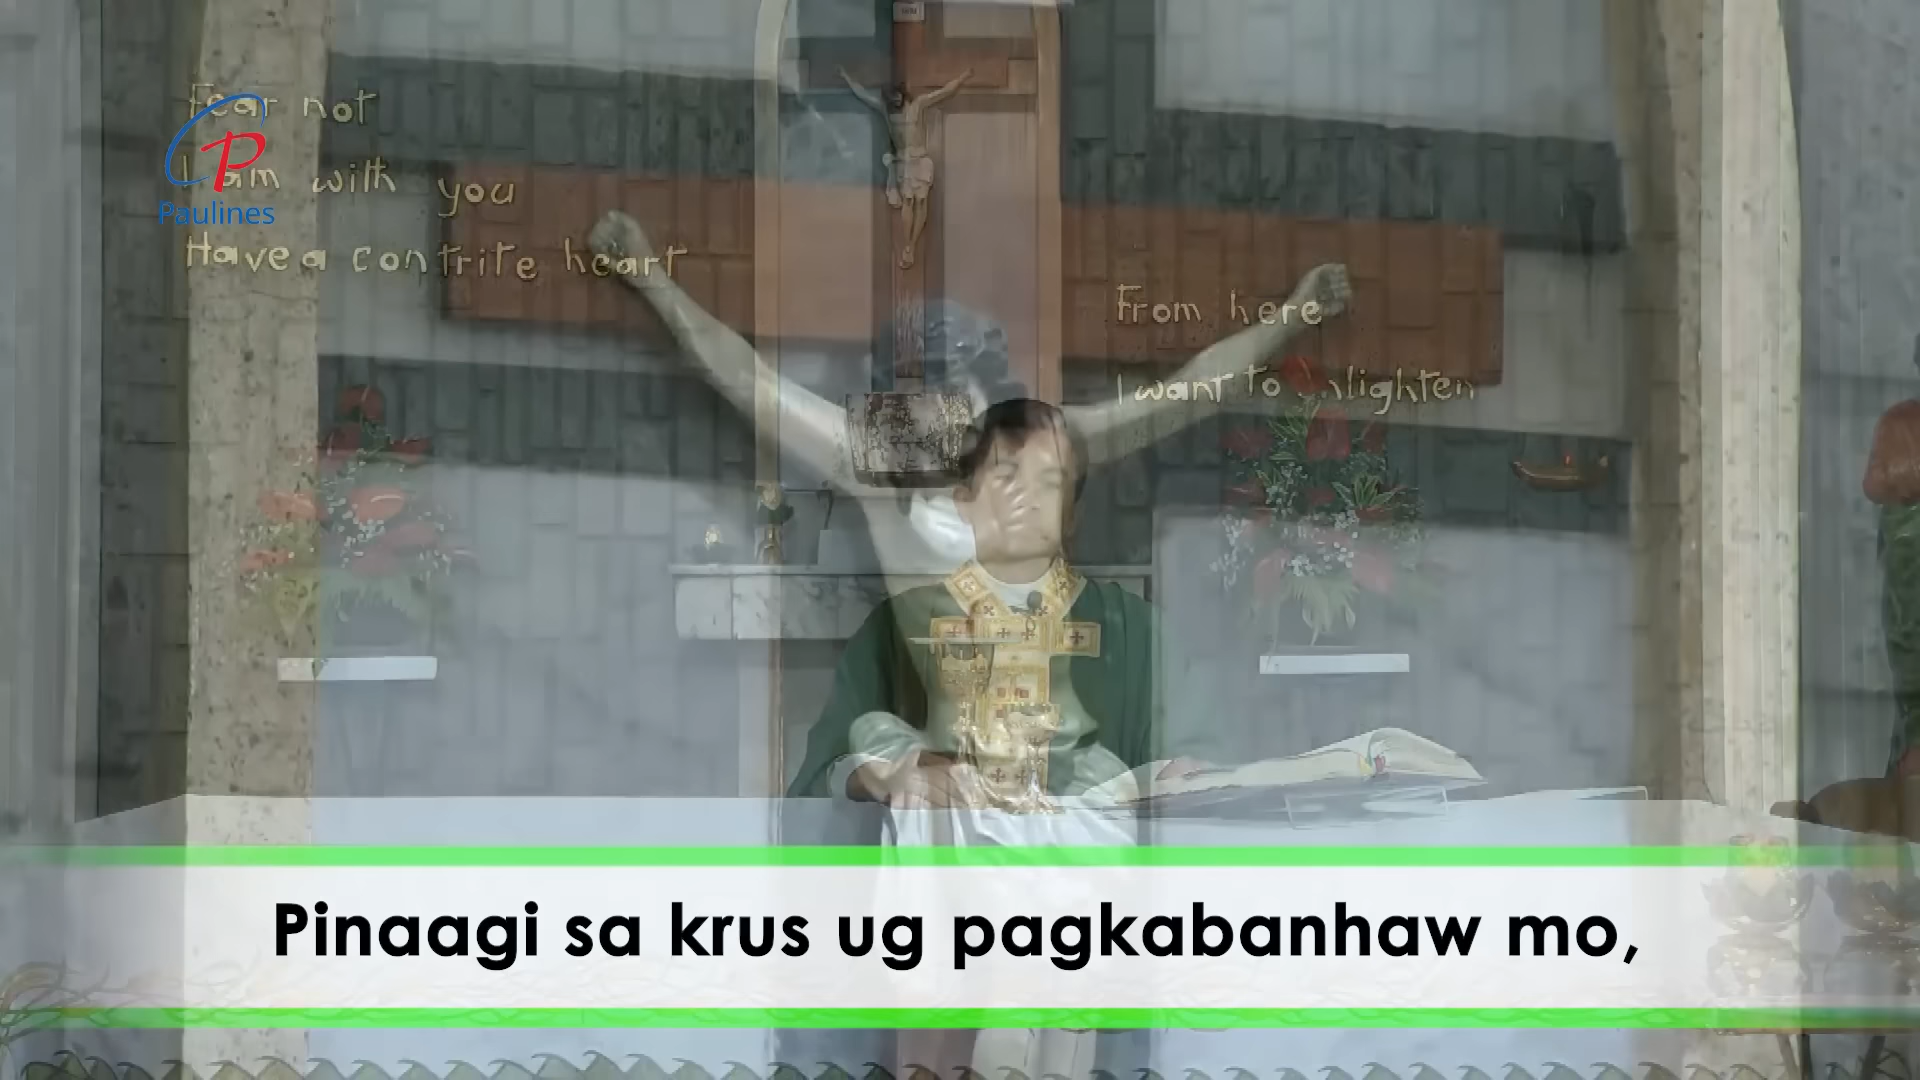 Fear not
I am with you
Have a contrite heart
Paulines
From here
I want to enlighten
Pinaagi sa krus ug pagkabanhaw mo,